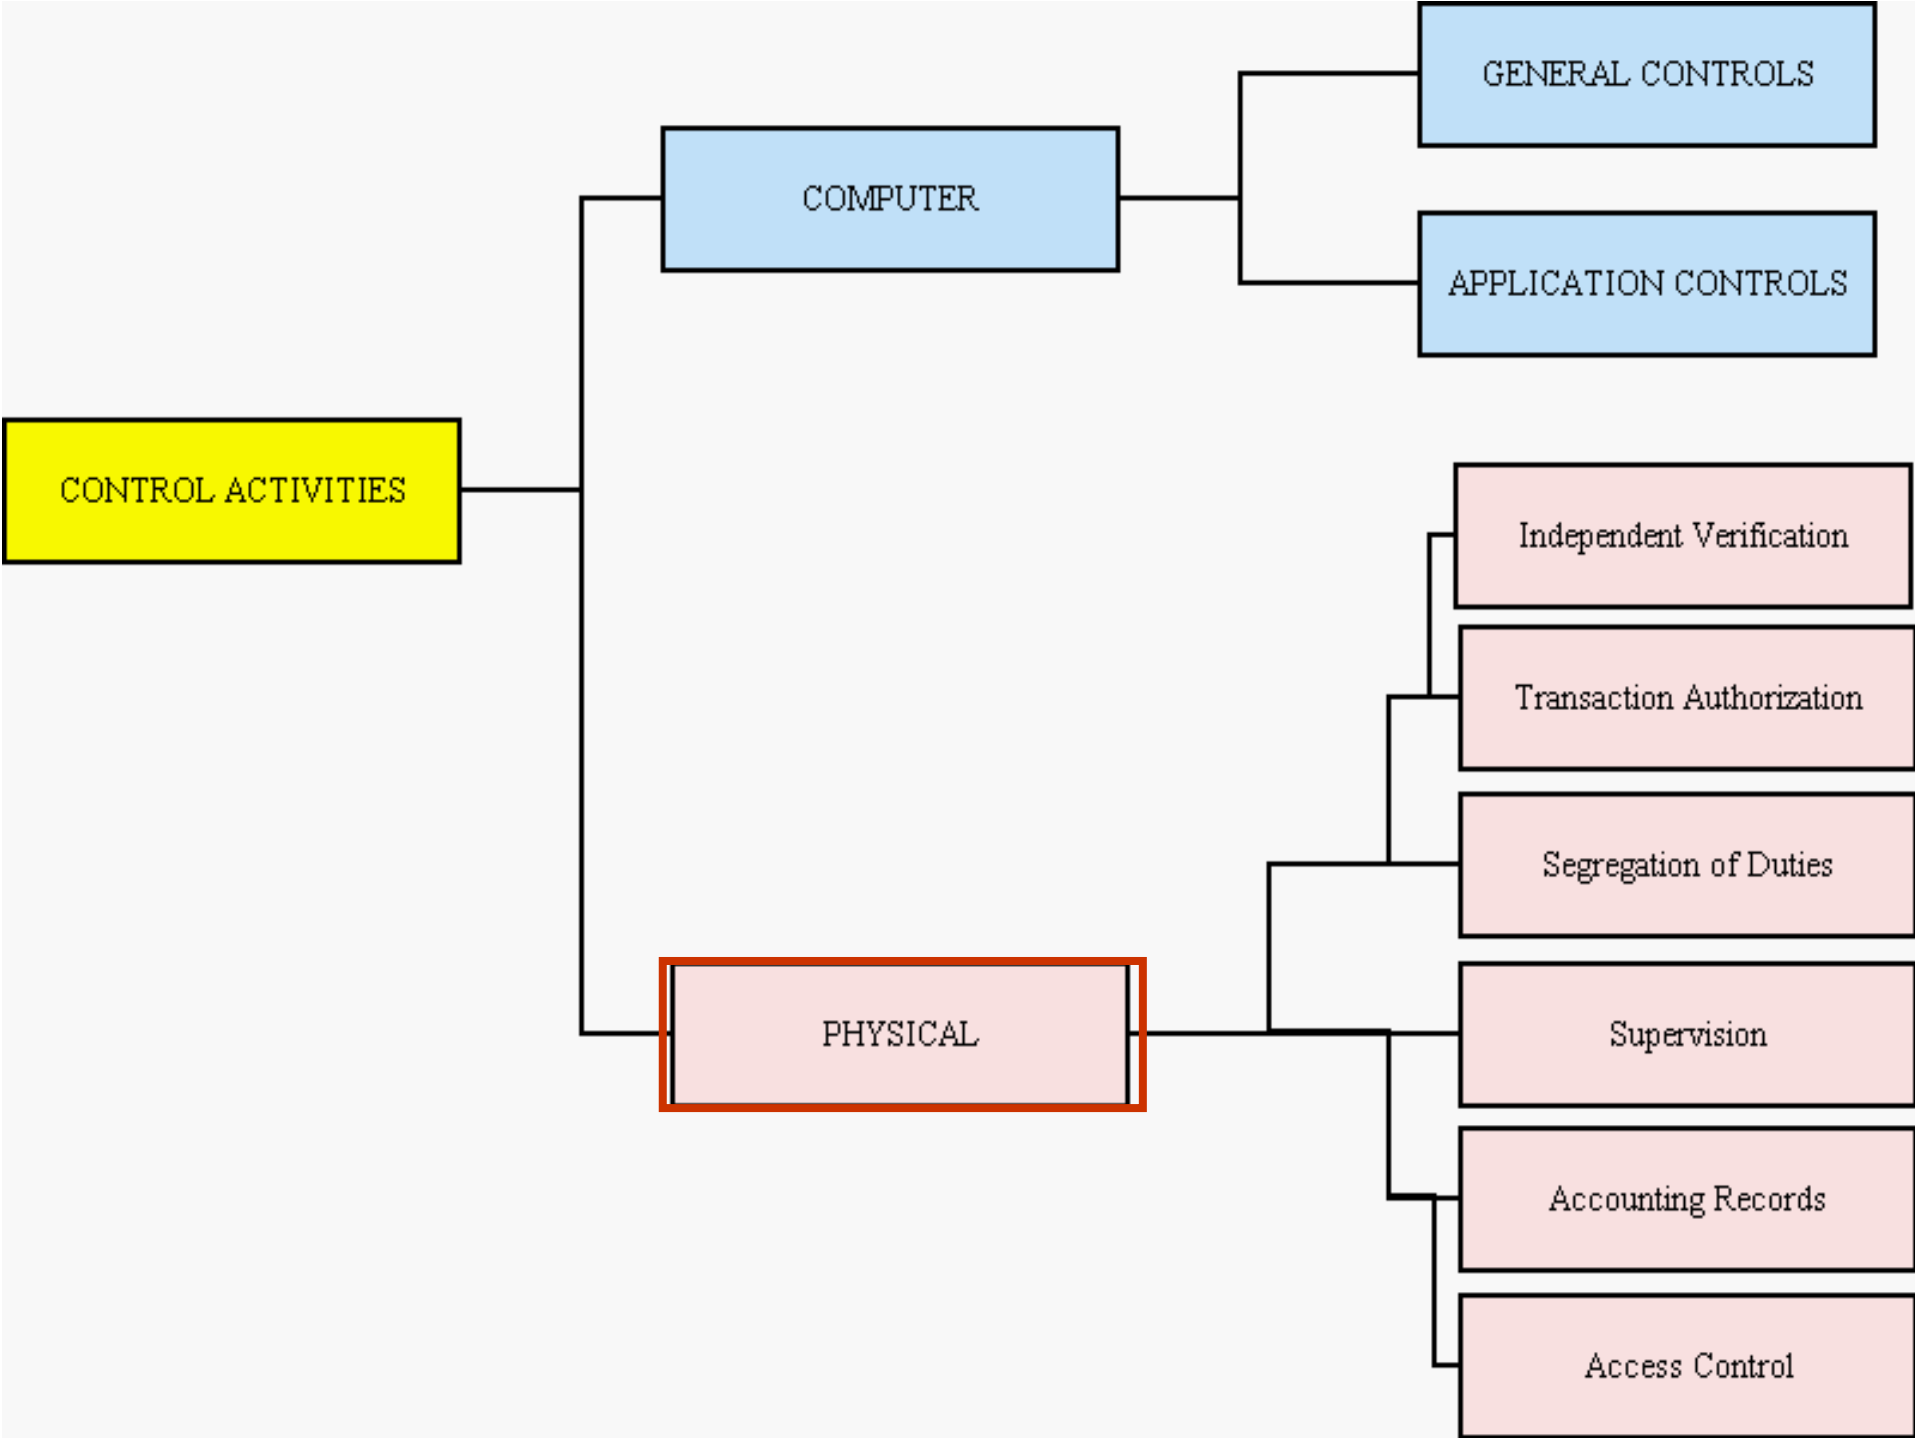 GENERAL CONTROLS
COMPUTER
APPLICATION CONTROLS
CONTROL ACTIVITIES
Independent Verification
Transaction Authorization
Segregation of Duties
PHYSICAL
Supervision
Accounting Records
Access Control